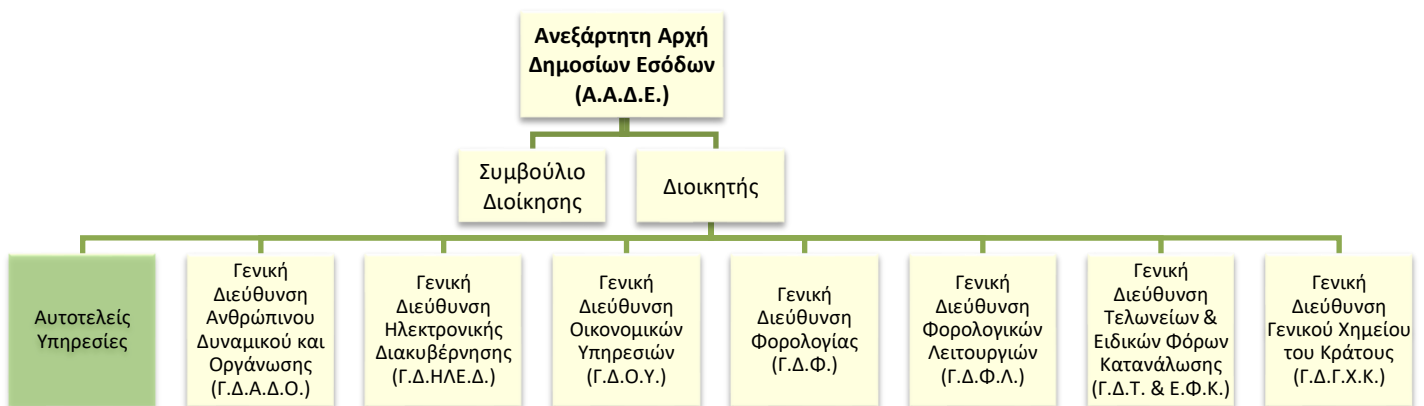 Ανεξάρτητη Αρχή
Δημοσίων Εσόδων
(Α.Α.Δ.Ε.)
Συμβούλιο
Διοίκησης
Διοικητής
Αυτοτελείς
Υπηρεσίες
Γενική
Διεύθυνση
Ανθρώπινου
Δυναμικού και
Οργάνωσης
(Γ.Δ.Α.Δ.Ο.)
Γενική
Διεύθυνση
Ηλεκτρονικής
Διακυβέρνησης
(Γ.Δ.ΗΛΕ.Δ.)
Γενική
Διεύθυνση
Οικονομικών
Υπηρεσιών
(Γ.Δ.Ο.Υ.)
Γενική
Διεύθυνση
Φορολογίας
(Γ.Δ.Φ.)
Γενική
Διεύθυνση
Φορολογικών
Λειτουργιών
(Γ.Δ.Φ.Λ.)
Γενική
Διεύθυνση
Τελωνείων &
Ειδικών Φόρων
Κατανάλωσης
(Γ.Δ.Τ. & Ε.Φ.Κ.)
Γενική
Διεύθυνση
Γενικού Χημείου
του Κράτους
(Γ.Δ.Γ.Χ.Κ.)